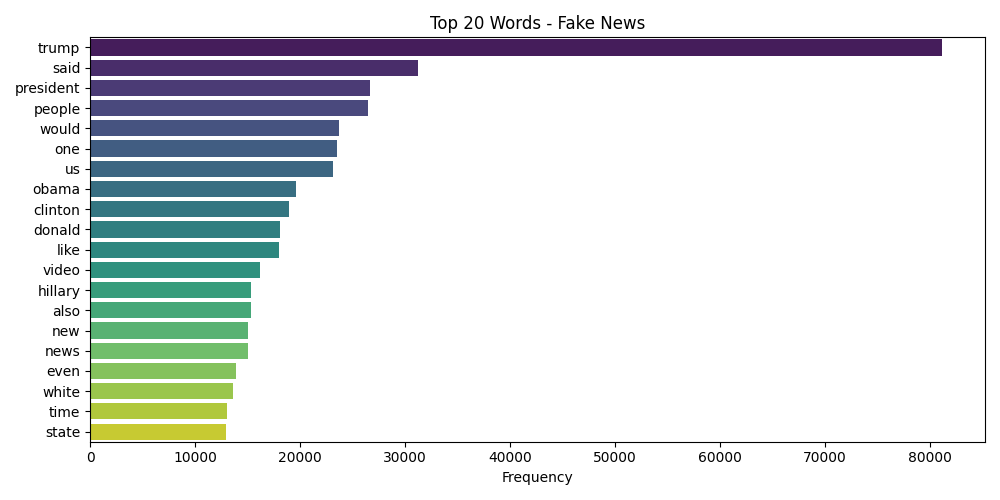 Top 20 Words - Fake News
trump
said
president
people
would
one
us
obama
clinton
donald
like
video
hillary
also
new
news
even
white
time
state
0 10000 20000 30000 40000 50000 60000 70000 80000
Frequency